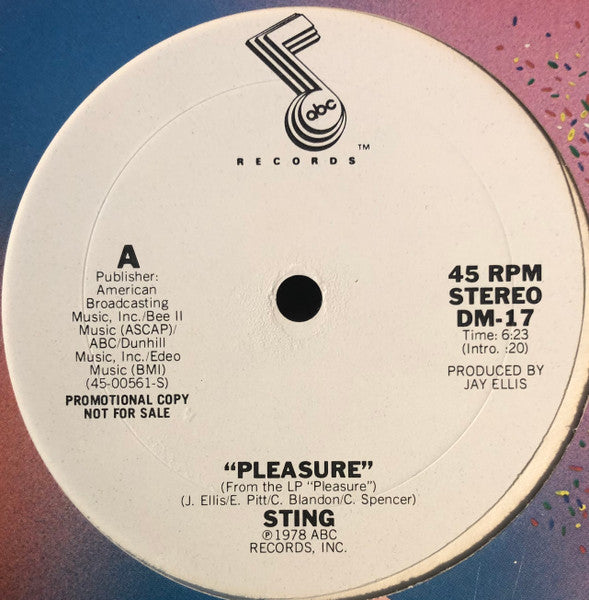 abc
™
RECORDS
A
Publisher:
American
Broadcasting
Music, Inc./Bee II
Music (ASCAP)/
ABC/Dunhill
Music, Inc./Edeo
Music (BMI)
(45-00561-S)
PROMOTIONAL COPY
NOT FOR SALE
45 RPM
STEREO
DM-17
Time: 6:23
(Intro. :20)
PRODUCED BY
JAY ELLIS
“PLEASURE”
(From the LP “Pleasure”)
(J. Ellis/E. Pitt/C. Blandon/C. Spencer)
STING
℗ 1978 ABC
RECORDS, INC.